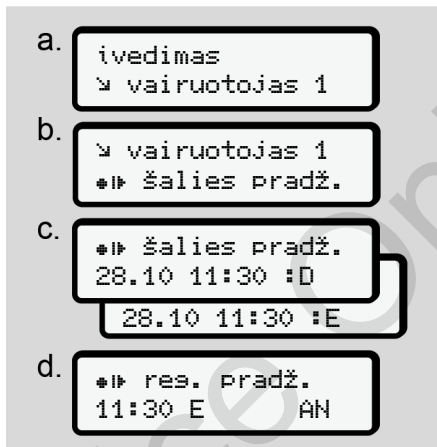 a.
ivedimas
↘ vairuotojas 1
b.
↘ vairuotojas 1
●I▶ šalies pradž.
c.
●I▶ šalies pradž.
28.10 11:30 :D
28.10 11:30 :E
d.
●I▶ reg. pradž.
11:30 E AN